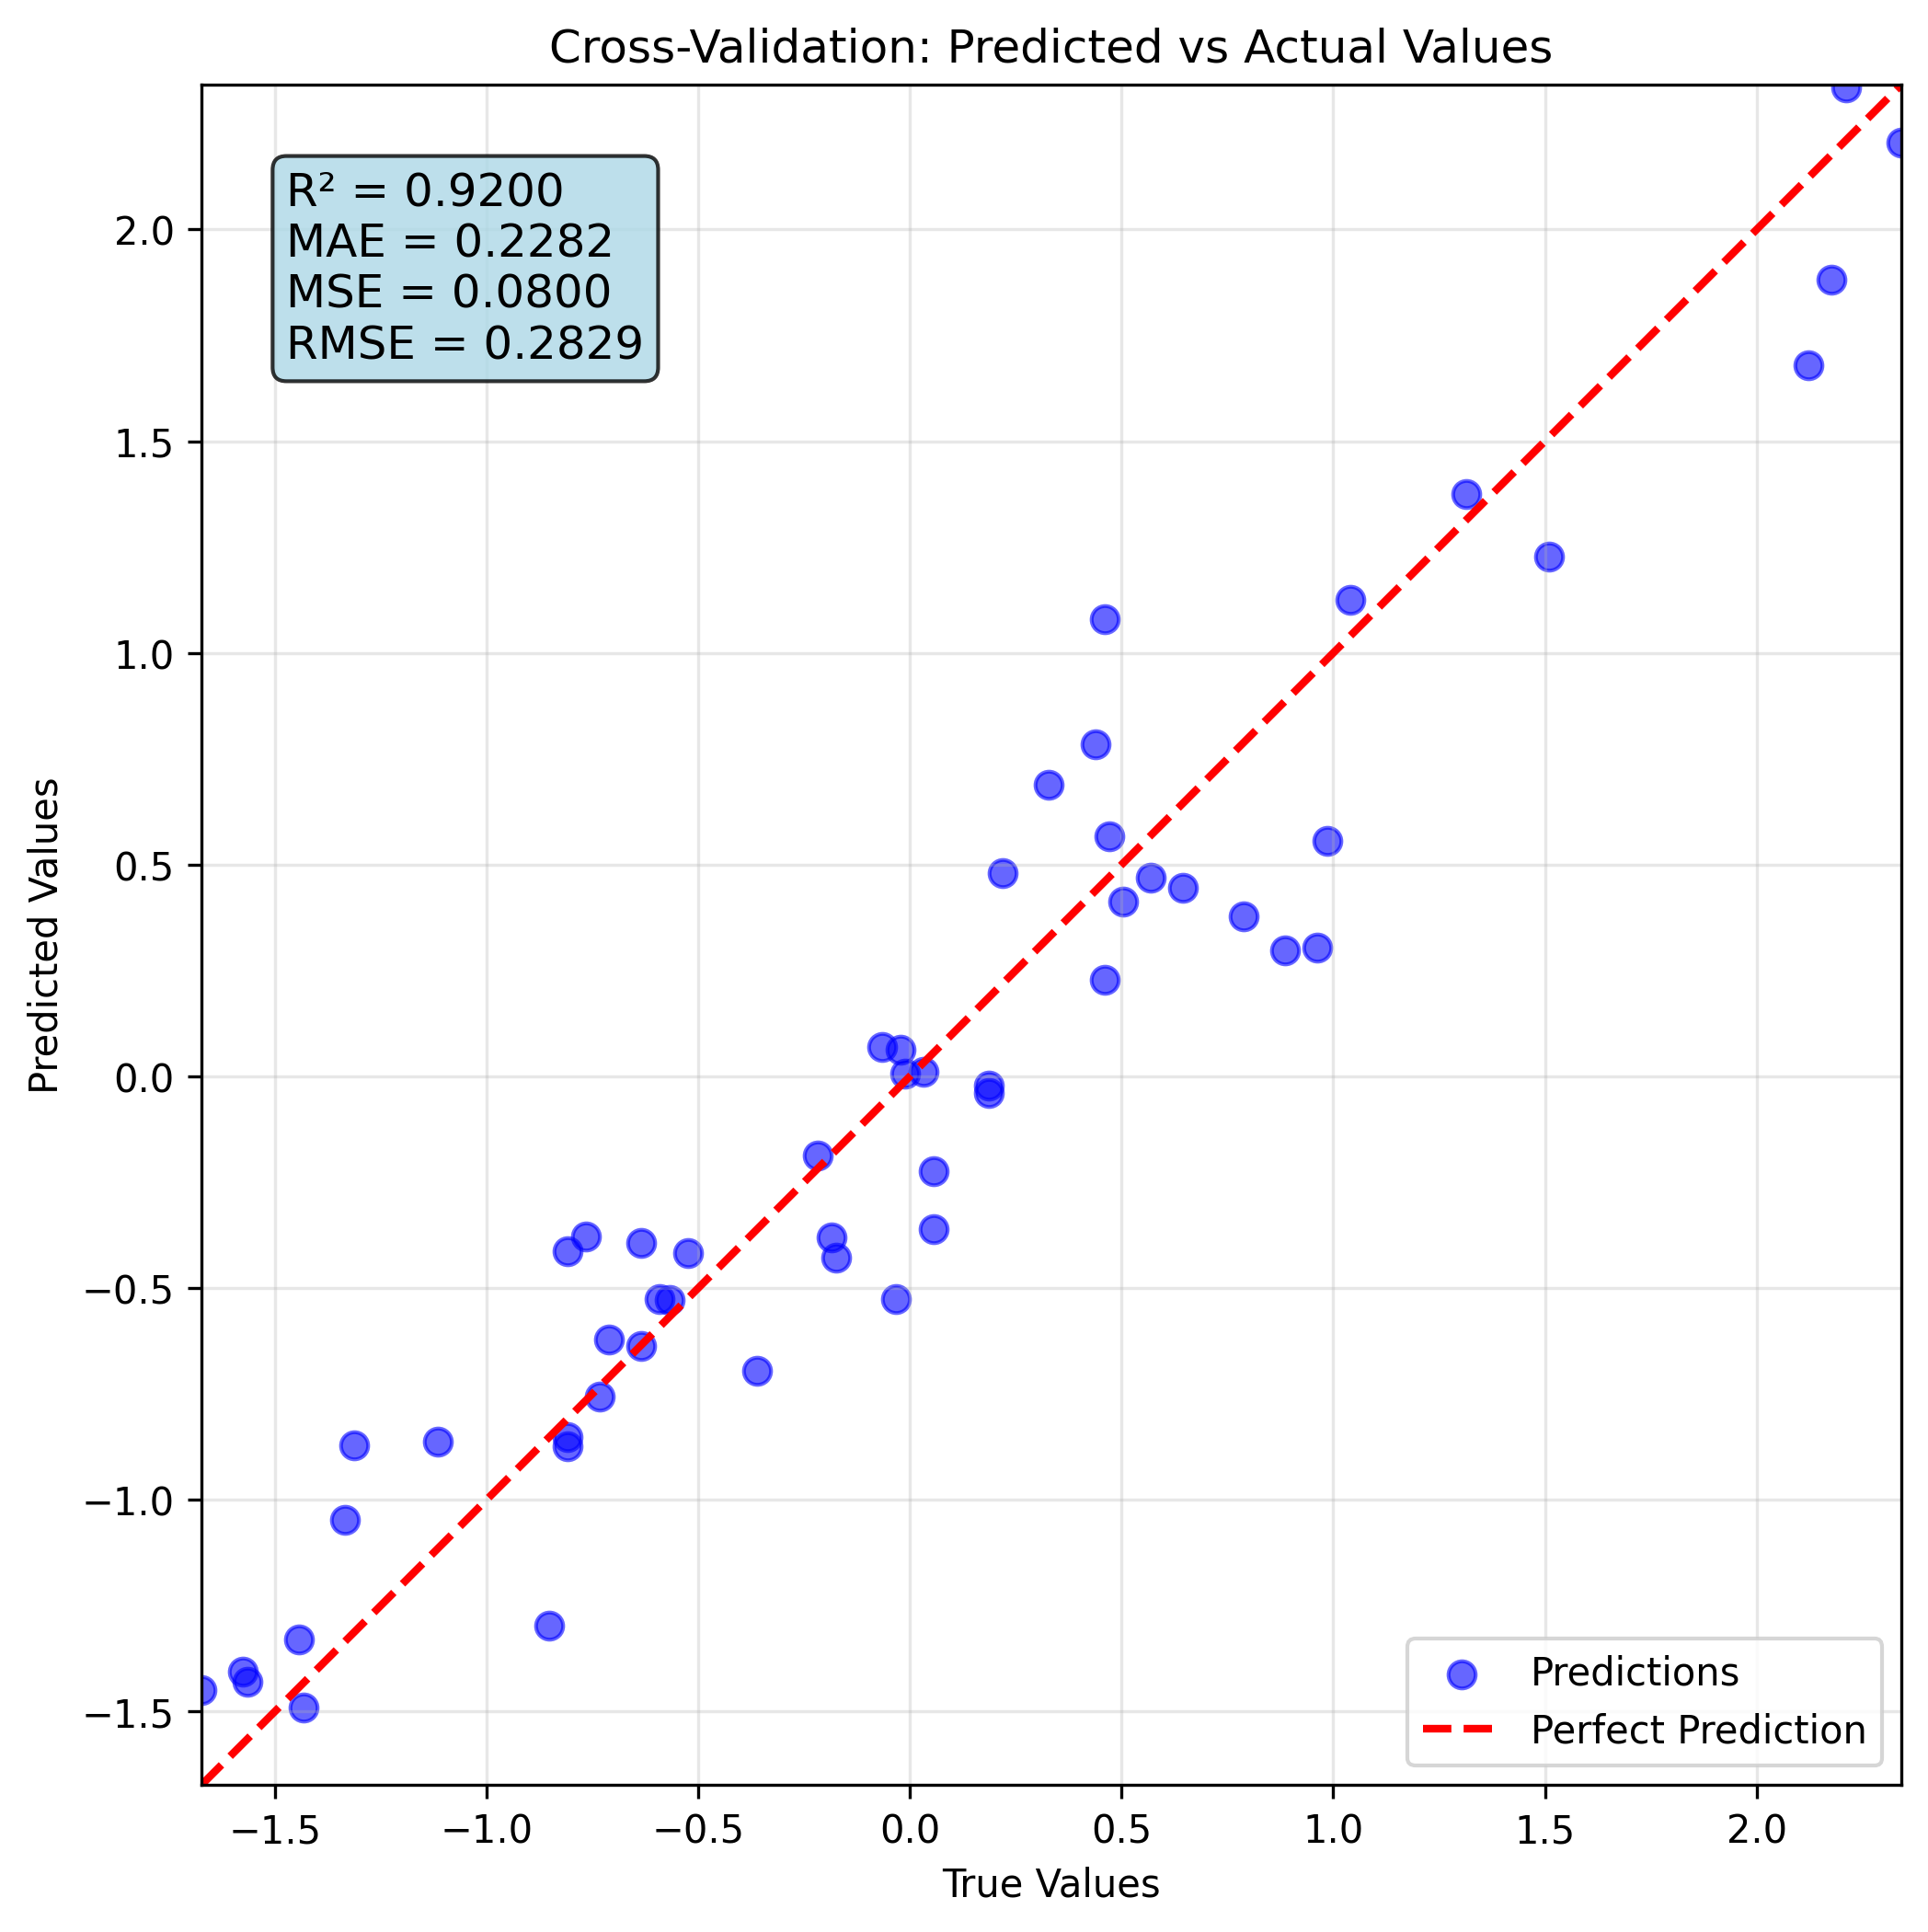 Cross-Validation: Predicted vs Actual Values
R² = 0.9200
MAE = 0.2282
MSE = 0.0800
RMSE = 0.2829
Predicted Values
2.0
1.5
1.0
0.5
0.0
−0.5
−1.0
−1.5
Predictions
Perfect Prediction
−1.5 −1.0 −0.5 0.0 0.5 1.0 1.5 2.0
True Values